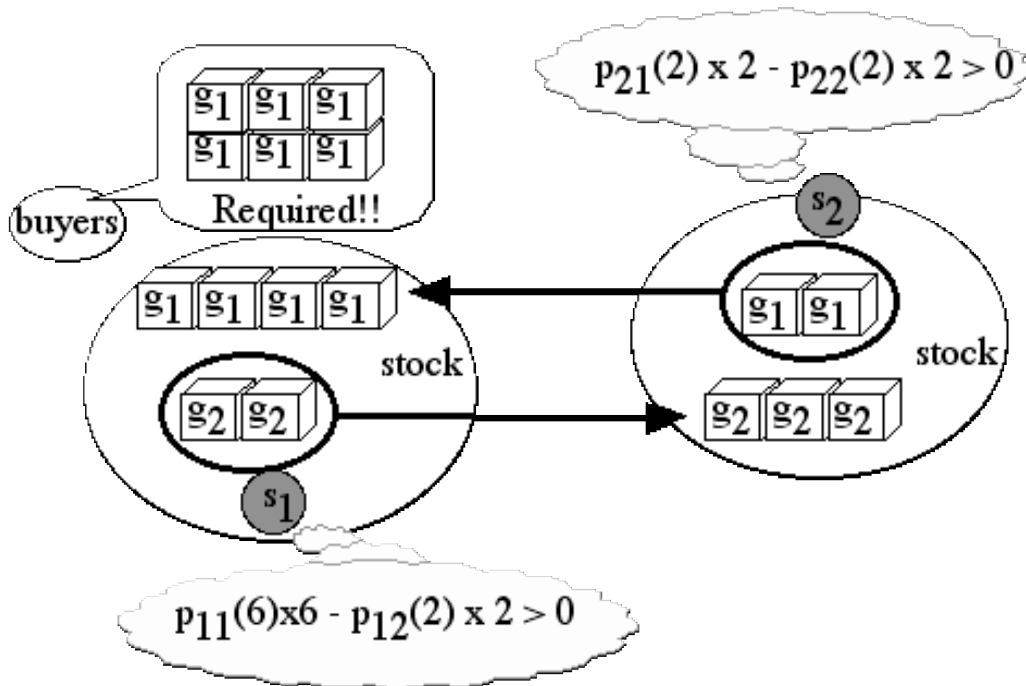 p21(2) x 2 - p22(2) x 2 > 0
g1 g1 g1
g1 g1 g1
Required!!
buyers
s2
g1 g1 g1 g1
g1 g1
stock
stock
g2 g2
g2 g2 g2
s1
p11(6)x6 - p12(2) x 2 > 0